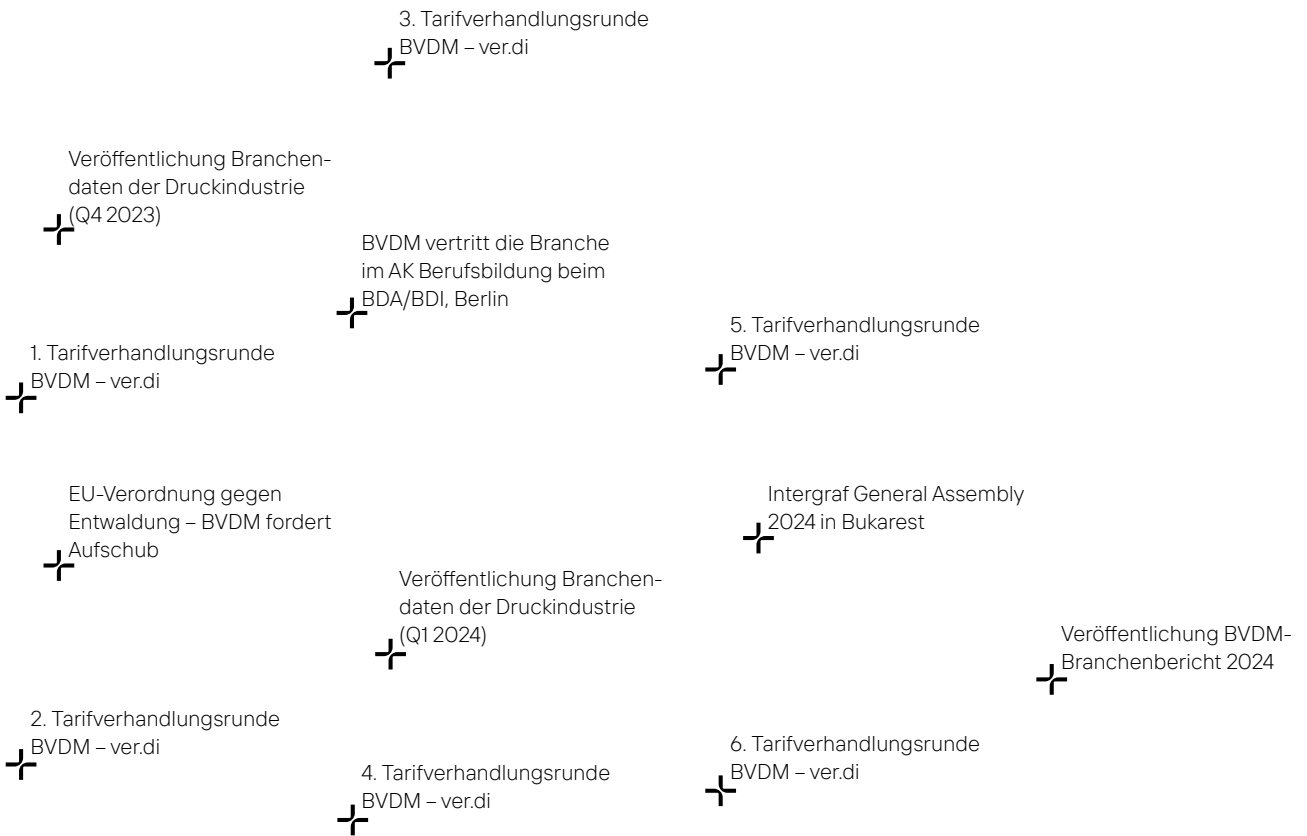 3. Tarifverhandlungsrunde
BVDM – ver.di
Veröffentlichung Branchen-
daten der Druckindustrie
(Q4 2023)
BVDM vertritt die Branche
im AK Berufsbildung beim
BDA/BDI, Berlin
1. Tarifverhandlungsrunde
BVDM – ver.di
5. Tarifverhandlungsrunde
BVDM – ver.di
EU-Verordnung gegen
Entwaldung – BVDM fordert
Aufschub
Intergraf General Assembly
2024 in Bukarest
Veröffentlichung Branchen-
daten der Druckindustrie
(Q1 2024)
Veröffentlichung BVDM-
Branchenbericht 2024
2. Tarifverhandlungsrunde
BVDM – ver.di
4. Tarifverhandlungsrunde
BVDM – ver.di
6. Tarifverhandlungsrunde
BVDM – ver.di